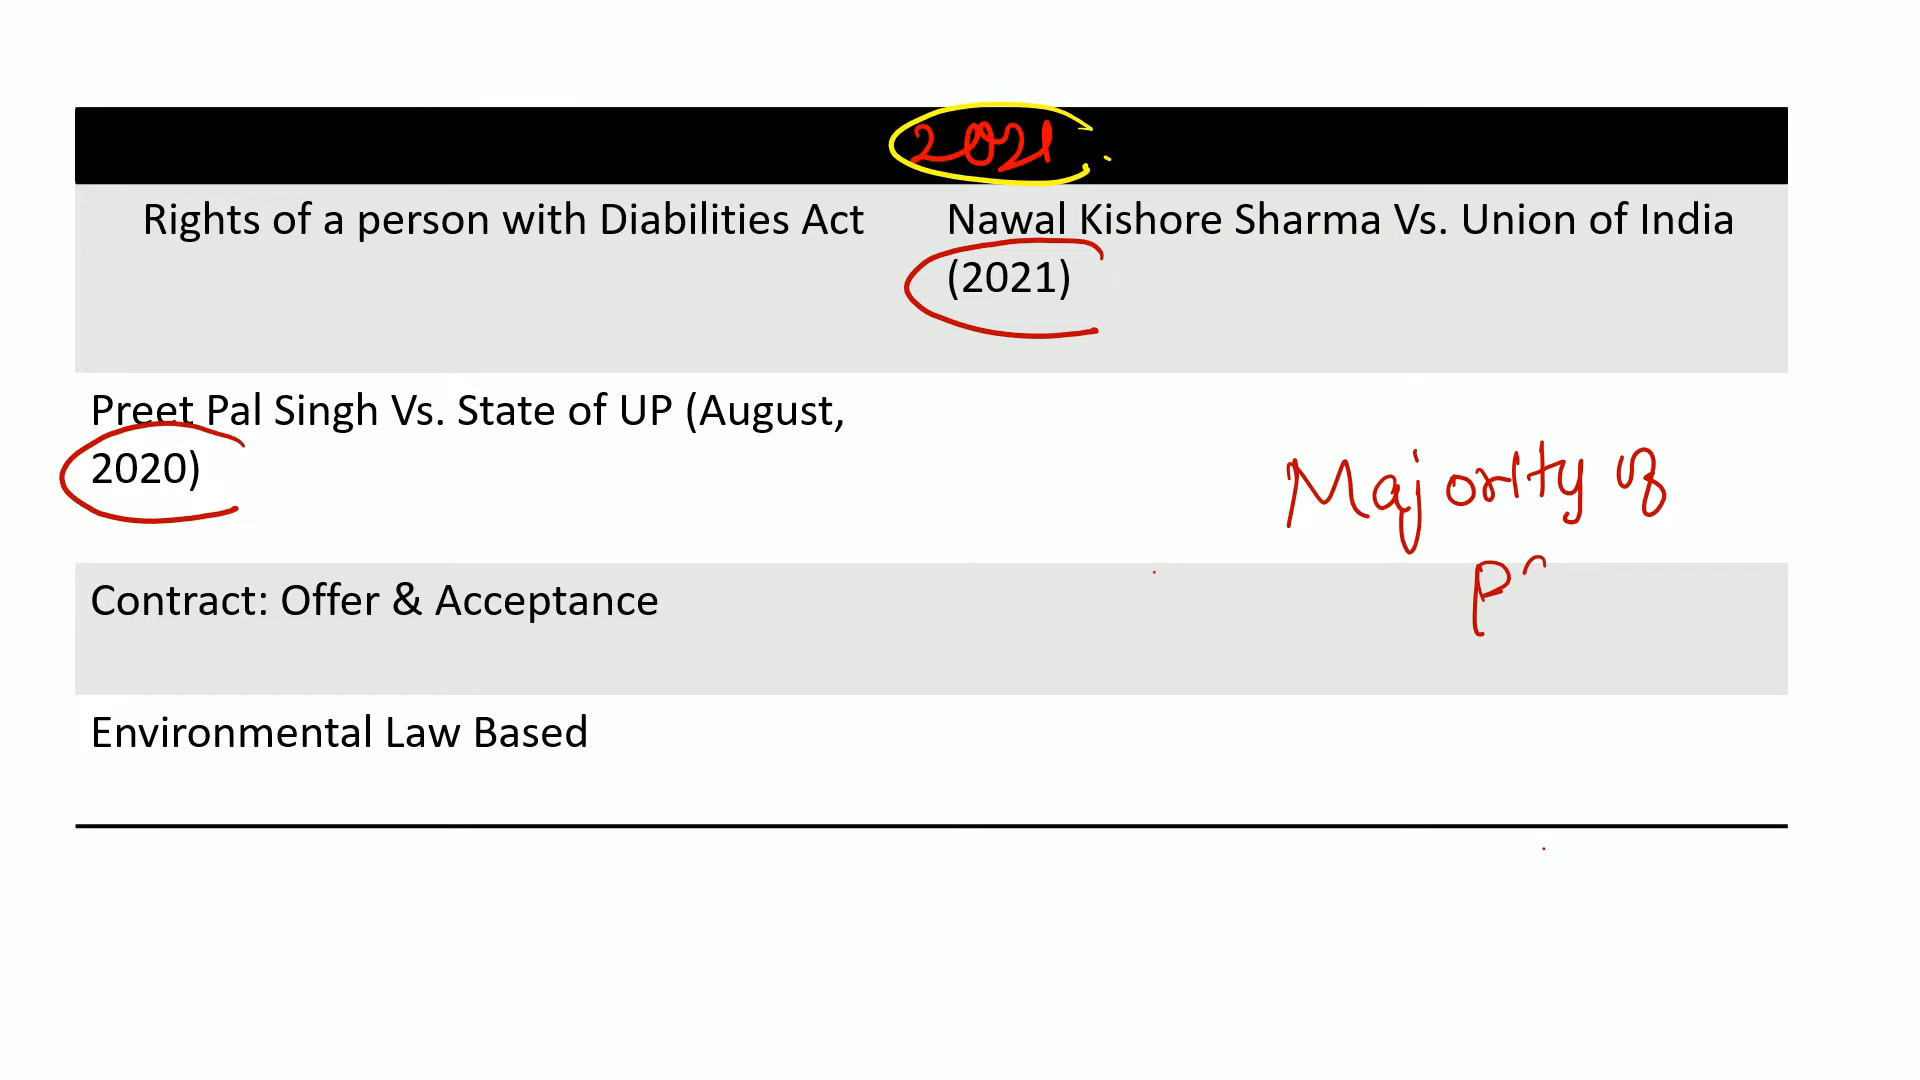 2021
Rights of a person with Diabilities Act
Nawal Kishore Sharma Vs. Union of India
(2021)
Preet Pal Singh Vs. State of UP (August,
2020)
Majority of
Contract: Offer & Acceptance
Environmental Law Based